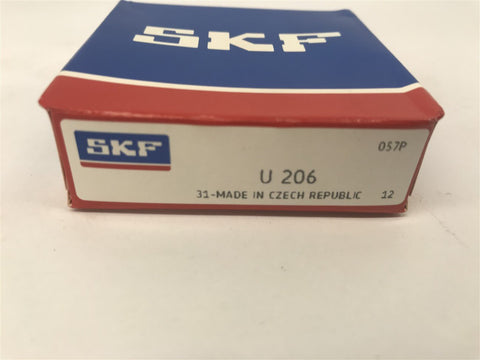 SKF
SKF
057P
U 206
31-MADE IN CZECH REPUBLIC 12